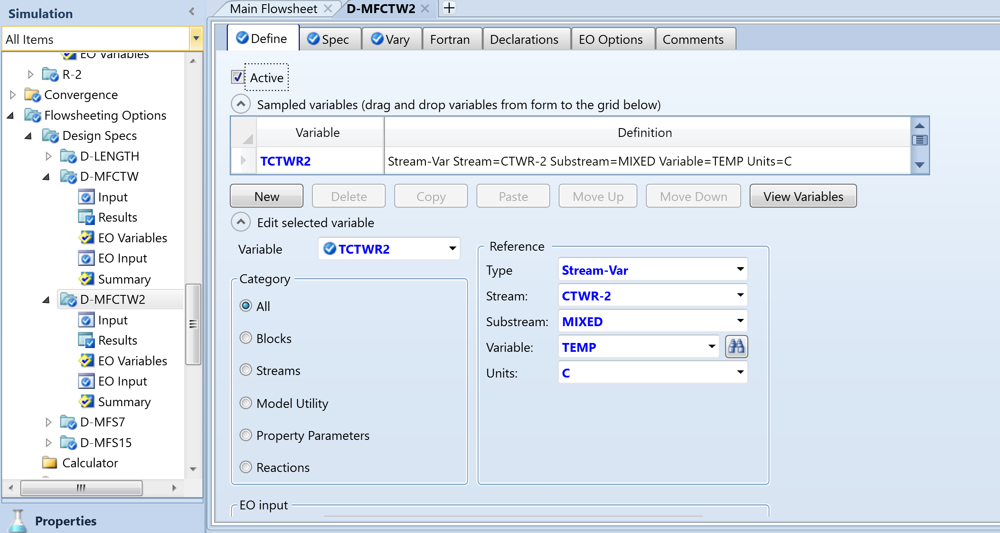 Simulation
All Items
EO Variables
R-2
Convergence
Flowsheeting Options
Design Specs
D-LENGTH
D-MFCTW
Input
Results
EO Variables
EO Input
Summary
D-MFCTW2
Input
Results
EO Variables
EO Input
Summary
D-MFS7
D-MFS15
Calculator
Properties
Main Flowsheet D-MFCTW2
Define Spec Vary Fortran Declarations EO Options Comments
Active
Sampled variables (drag and drop variables from form to the grid below)
Variable Definition
TCTWR2 Stream-Var Stream=CTWR-2 Substream=MIXED Variable=TEMP Units=C
New Delete Copy Paste Move Up Move Down View Variables
Edit selected variable
Variable TCTWR2
Category
All
Blocks
Streams
Model Utility
Property Parameters
Reactions
Reference
Type Stream-Var
Stream: CTWR-2
Substream: MIXED
Variable: TEMP
Units: C
EO input